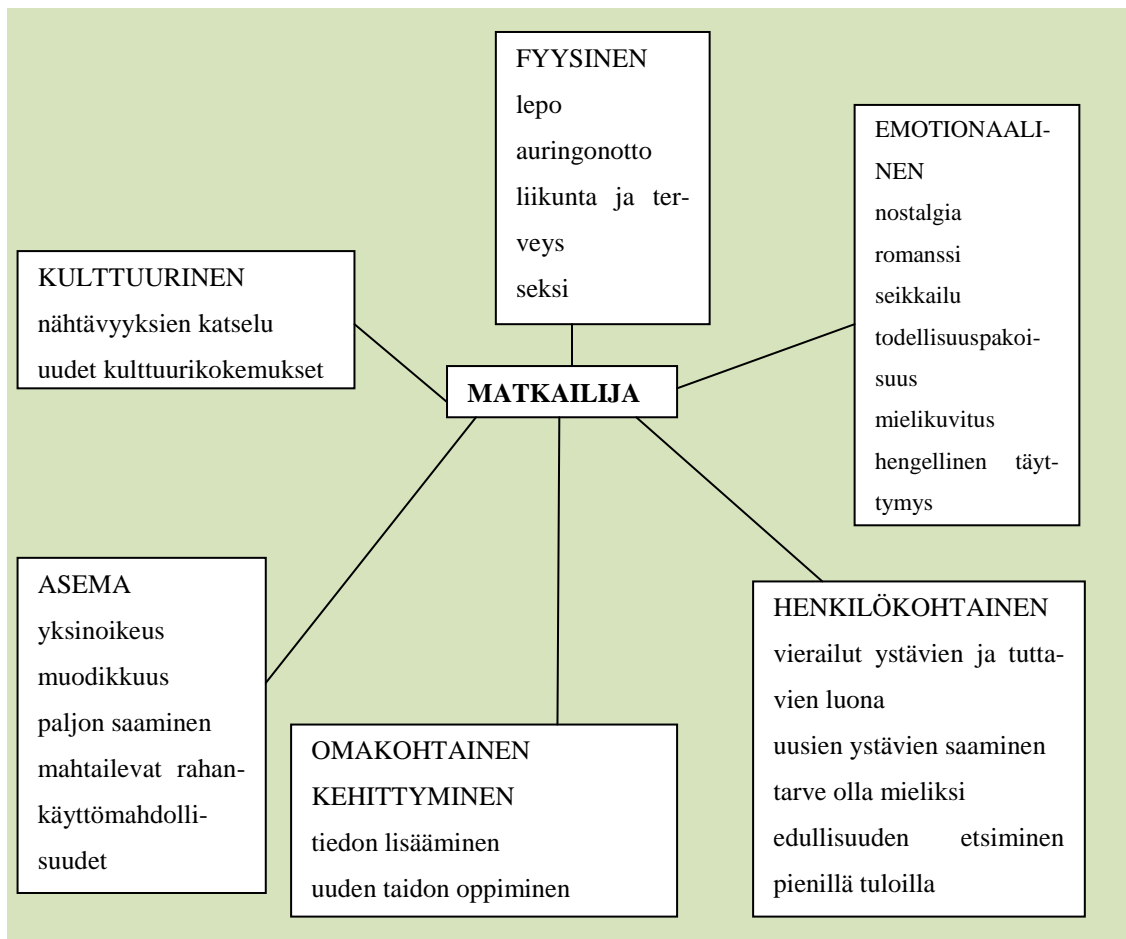 FYYSINEN
lepo
auringonotto
liikunta ja ter-
veys
seksi
EMOTIONAALI-
NEN
nostalgia
romanssi
seikkailu
todellisuuspakoi-
suus
mielikuvitus
hengellinen täyt-
tymys
KULTTUURINEN
nähtävyyksien katselu
uudet kulttuurikokemukset
MATKAILIJA
ASEMA
yksinoikeus
muodikkuus
paljon saaminen
mahtailevat rahan-
käyttömahdolli-
suudet
OMAKOHTAINEN
KEHITTYMINEN
tiedon lisääminen
uuden taidon oppiminen
HENKILÖKOHTAINEN
vierailut ystävien ja tutta-
vien luona
uusien ystävien saaminen
tarve olla mieliksi
edullisuuden etsiminen
pienillä tuloilla